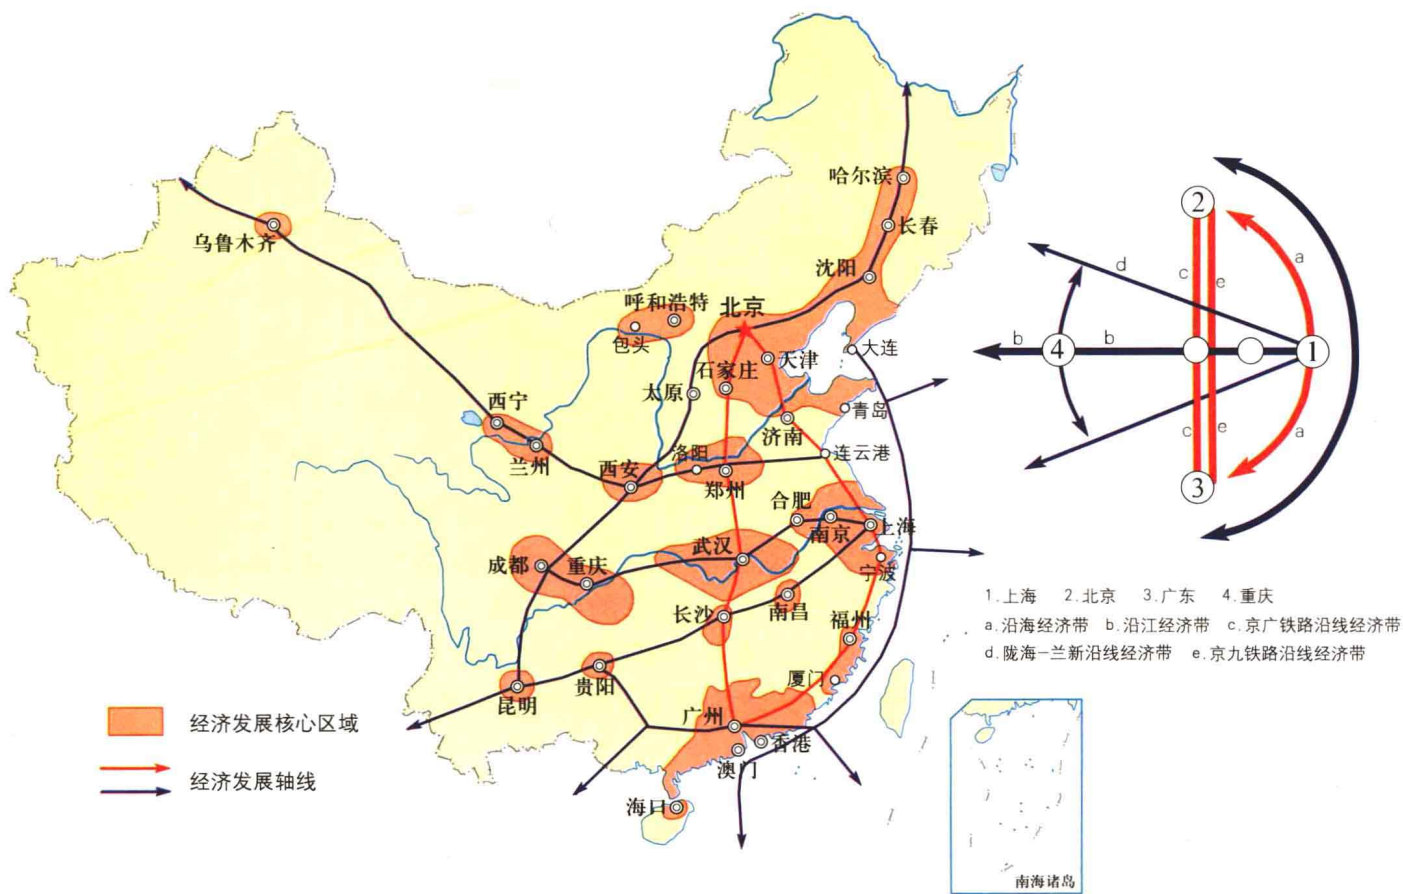 哈尔滨
长春
乌鲁木齐
沈阳
呼和浩特
北京
包头
大连
天津
石家庄
太原
西宁
青岛
济南
兰州
洛阳
连云港
西安
郑州
合肥
南京
上海
武汉
成都
重庆
宁波
长沙
南昌
福州
贵阳
厦门
昆明
广州
香港
澳门
海口
经济发展核心区域
经济发展轴线
2
a
d
c
e
b
4
b
1
c
e
a
3
1.上海 2.北京 3.广东 4.重庆
a.沿海经济带 b.沿江经济带 c.京广铁路沿线经济带
d.陇海-兰新沿线经济带 e.京九铁路沿线经济带
南海诸岛